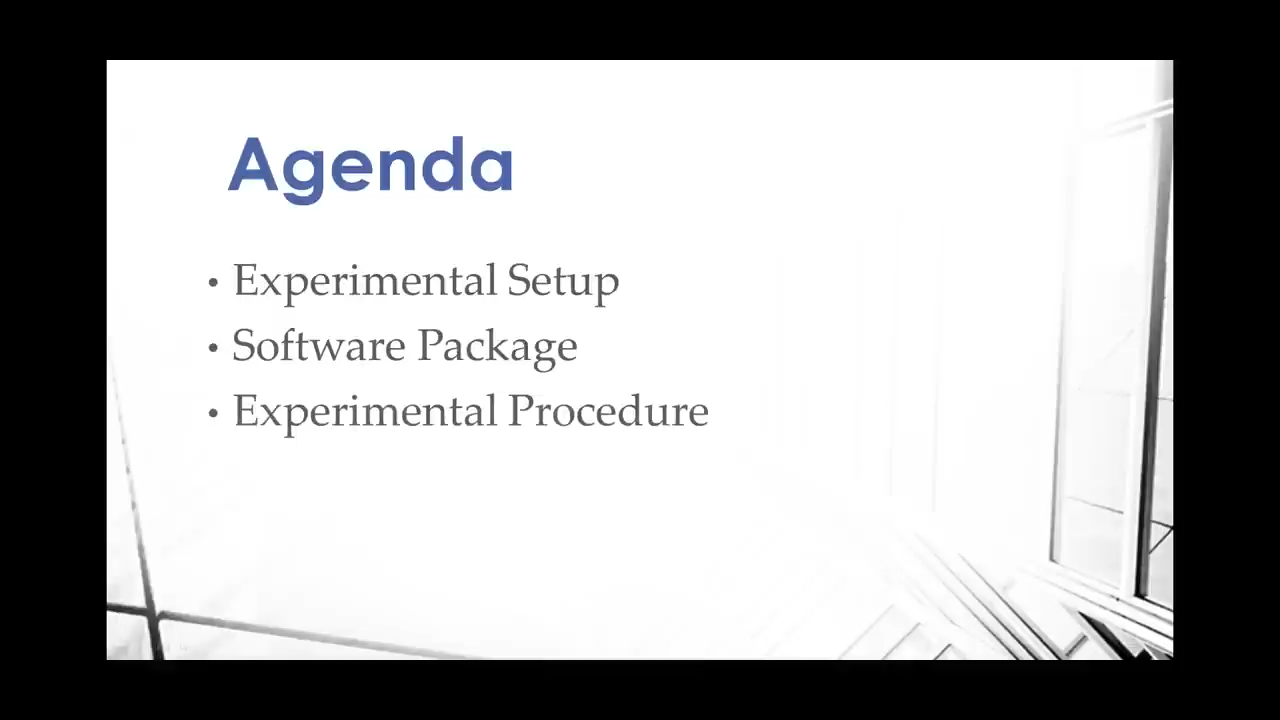 Agenda
• Experimental Setup
• Software Package
• Experimental Procedure